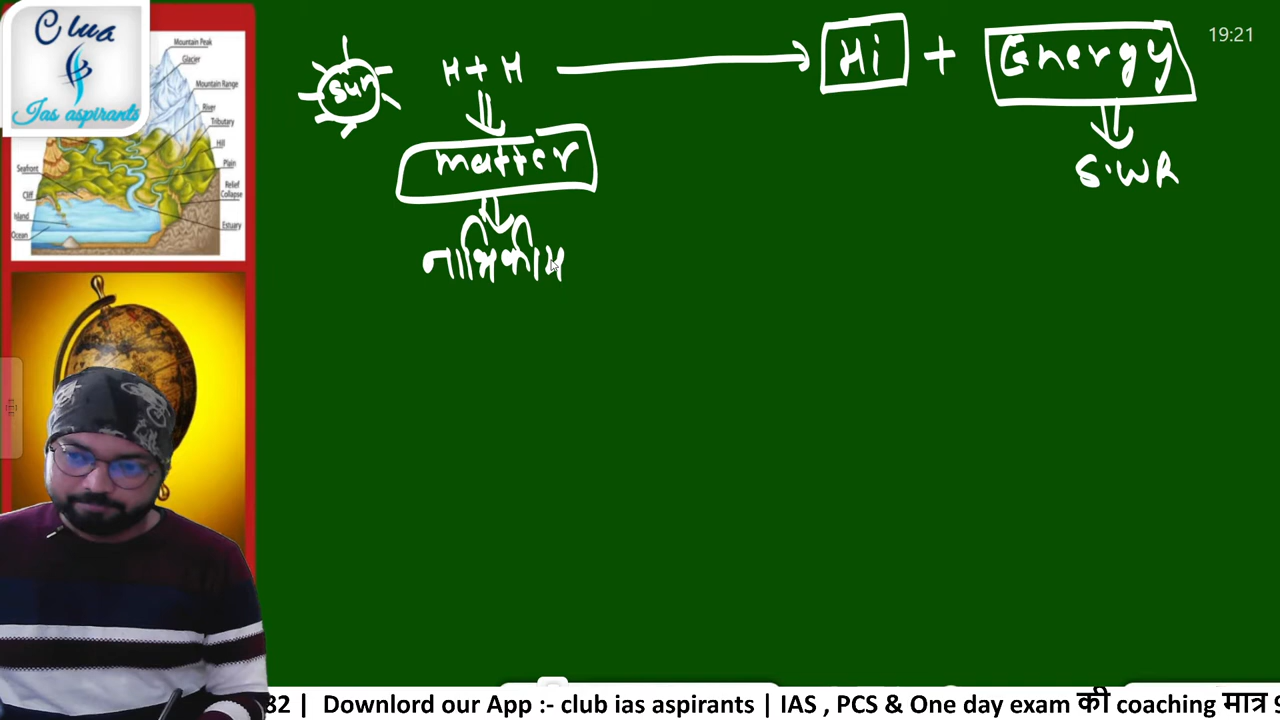 Clua
Ias aspirants
Mountain Peak
Glacier
Mountain Range
River
Tributary
Hill
Plain
Relief
Collapse
Estuary
Seafront
Cliff
Island
Ocean
sun
H + H
Hi + Energy
19:21
matter
S.WR
82 | Downlord our App :- club ias aspirants | IAS , PCS & One day exam की coaching मात्र